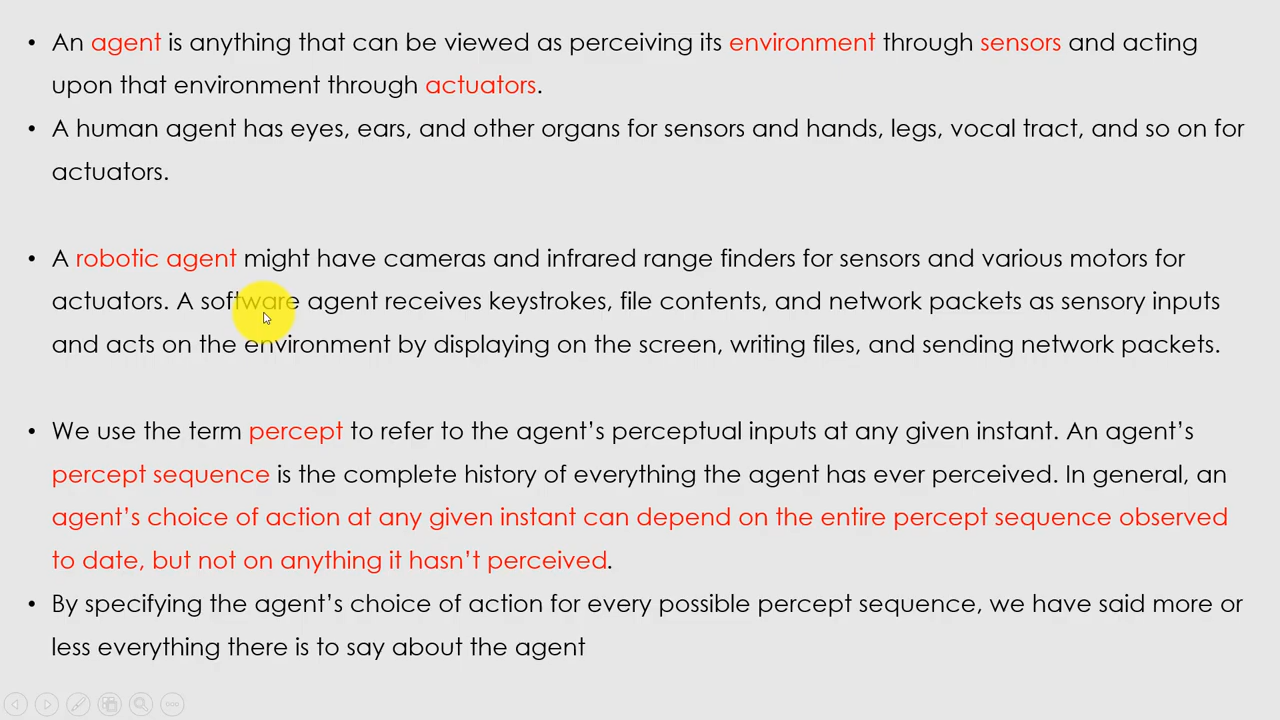 • An agent is anything that can be viewed as perceiving its environment through sensors and acting
upon that environment through actuators.
• A human agent has eyes, ears, and other organs for sensors and hands, legs, vocal tract, and so on for
actuators.
• A robotic agent might have cameras and infrared range finders for sensors and various motors for
actuators. A software agent receives keystrokes, file contents, and network packets as sensory inputs
and acts on the environment by displaying on the screen, writing files, and sending network packets.
• We use the term percept to refer to the agent’s perceptual inputs at any given instant. An agent’s
percept sequence is the complete history of everything the agent has ever perceived. In general, an
agent’s choice of action at any given instant can depend on the entire percept sequence observed
to date, but not on anything it hasn’t perceived.
• By specifying the agent’s choice of action for every possible percept sequence, we have said more or
less everything there is to say about the agent